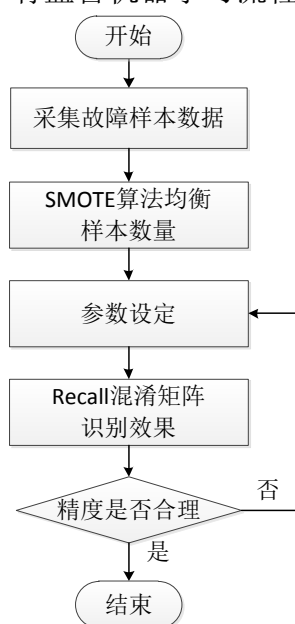 开始
采集故障样本数据
SMOTE算法均衡
样本数量
参数设定
Recall混淆矩阵
识别效果
精度是否合理
否
是
结束